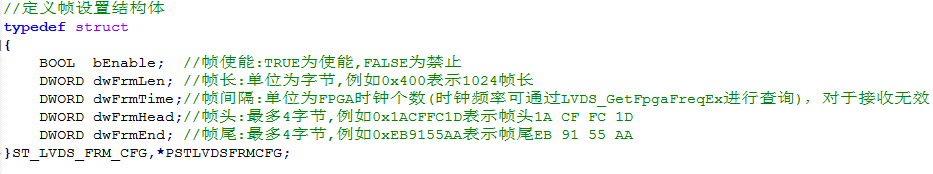 //定义帧设置结构体
typedef struct
{
BOOL bEnable; //帧使能:TRUE为使能,FALSE为禁止
DWORD dwFrmLen; //帧长:单位为字节,例如0x400表示1024帧长
DWORD dwFrmTime;//帧间隔:单位为FPGA时钟个数(时钟频率可通过LVDS_GetFpgaFreqEx进行查询), 对于接收无效
DWORD dwFrmHead;//帧头:最多4字节,例如0x1ACFFC1D表示帧头1A CF FC 1D
DWORD dwFrmEnd; //帧尾:最多4字节,例如0xEB9155AA表示帧尾EB 91 55 AA
}ST_LVDS_FRM_CFG,*PSTLVDSFRMCFG;